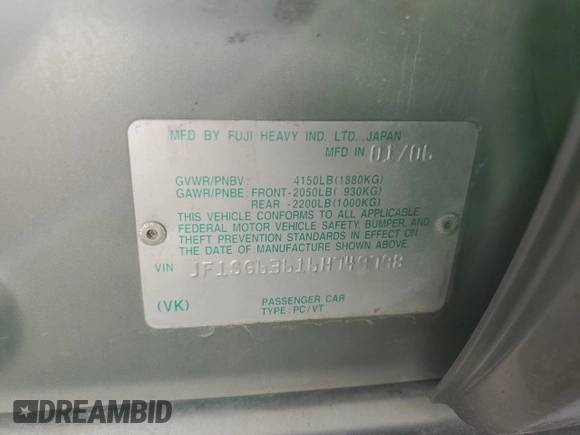 MFD BY FUJI HEAVY IND. LTD. JAPAN
MFD IN 01/06
GVWR/PNBV: 4150LB(1880KG)
GAWR/PNBE: FRONT-2050LB( 930KG)
REAR -2200LB(1000KG)
THIS VEHICLE CONFORMS TO ALL APPLICABLE
FEDERAL MOTOR VEHICLE SAFETY, BUMPER, AND
THEFT PREVENTION STANDARDS IN EFFECT ON
THE DATE OF MANUFACTURE SHOWN ABOVE.
VIN
(VK)
PASSENGER CAR
TYPE: PC/VT
DREAMBID